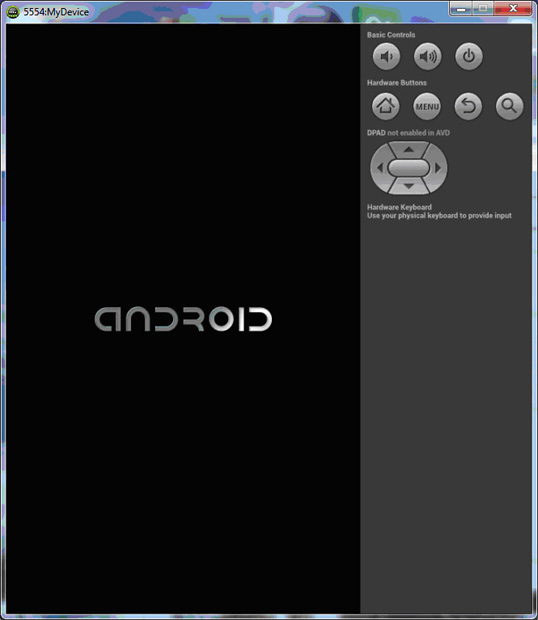 5554:MyDevice
Basic Controls
Hardware Buttons
MENU
DPAD not enabled in AVD
Hardware Keyboard
Use your physical keyboard to provide input
ANDROID